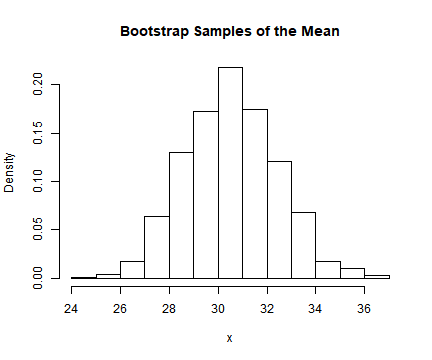 Bootstrap Samples of the Mean
Density
0.00 0.05 0.10 0.15 0.20
24 26 28 30 32 34 36
x